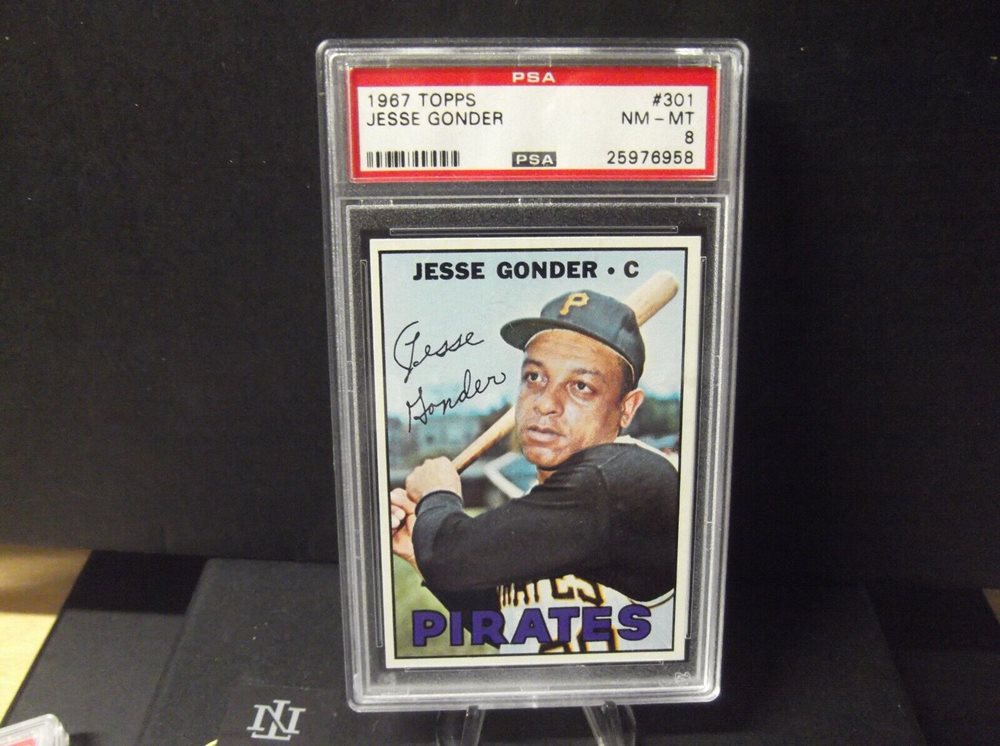 PSA
1967 TOPPS #301
JESSE GONDER NM - MT
8
PSA 25976958
JESSE GONDER • C
Jesse
Gonder
P
PIRATES